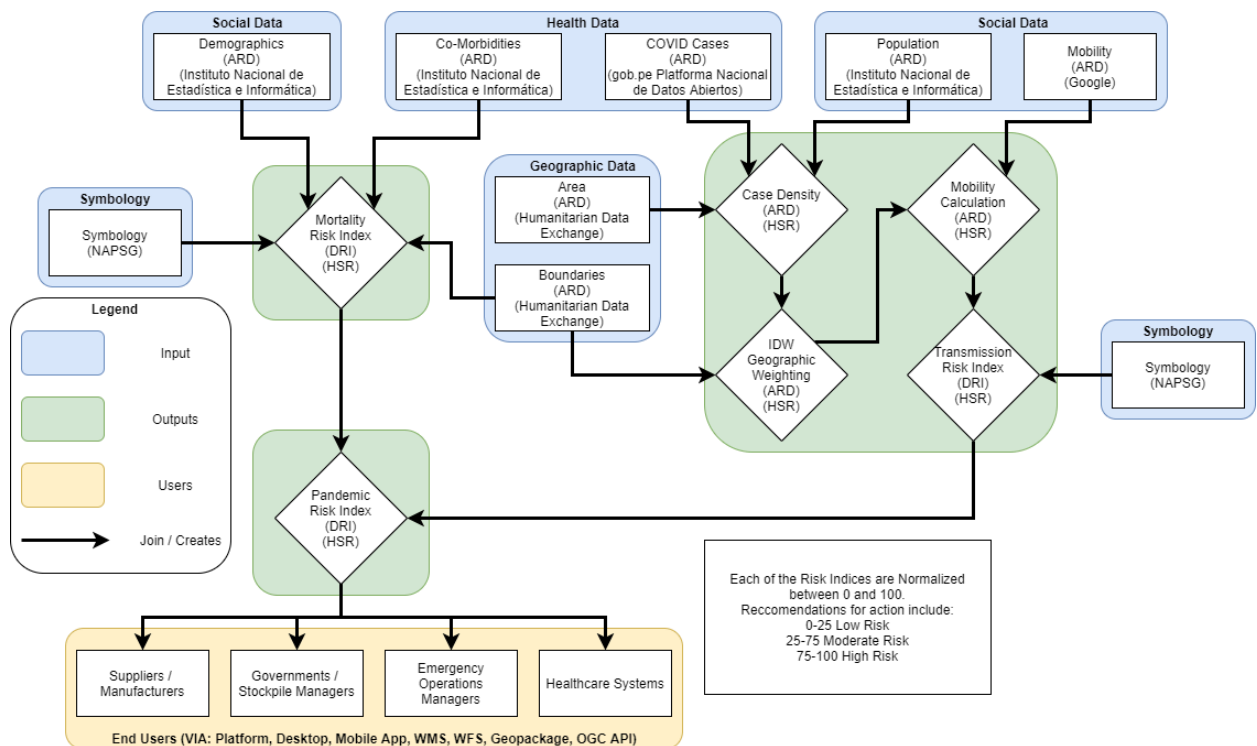 Social Data
Demographics
(ARD)
(Instituto Nacional de
Estadística e Informática)
Health Data
Co-Morbidities
(ARD)
(Instituto Nacional de
Estadística e Informática)
COVID Cases
(ARD)
(gob.pe Platforma Nacional
de Datos Abiertos)
Social Data
Population
(ARD)
(Instituto Nacional de
Estadística e Informática)
Mobility
(ARD)
(Google)
Symbology
Symbology
(NAPSG)
Mortality
Risk Index
(DRI)
(HSR)
Geographic Data
Area
(ARD)
(Humanitarian Data
Exchange)
Boundaries
(ARD)
(Humanitarian Data
Exchange)
Case Density
(ARD)
(HSR)
Mobility
Calculation
(ARD)
(HSR)
IDW
Geographic
Weighting
(ARD)
(HSR)
Transmission
Risk Index
(DRI)
(HSR)
Symbology
Symbology
(NAPSG)
Legend
Input
Outputs
Users
Join / Creates
Pandemic
Risk Index
(DRI)
(HSR)
Each of the Risk Indices are Normalized
between 0 and 100.
Reccomendations for action include:
0-25 Low Risk
25-75 Moderate Risk
75-100 High Risk
Suppliers /
Manufacturers
Governments /
Stockpile Managers
Emergency
Operations
Managers
Healthcare Systems
End Users (VIA: Platform, Desktop, Mobile App, WMS, WFS, Geopackage, OGC API)